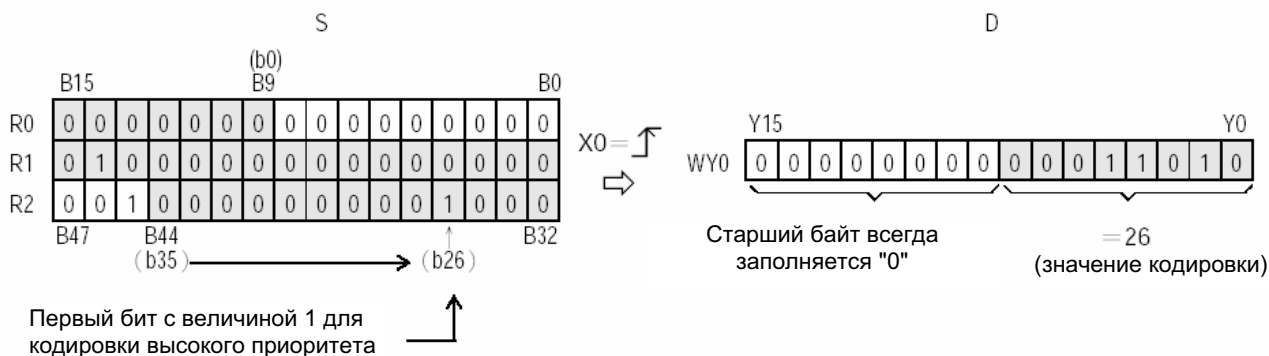 S D
(b0)
B15 B9 B0
R0 0 0 0 0 0 0 0 0 0 0 0 0 0 0 0 0
R1 0 1 0 0 0 0 0 0 0 0 0 0 0 0 0 0
R2 0 0 1 0 0 0 0 0 0 0 0 0 1 0 0 0
B47 B44 B32
(b35) (b26)
Первый бит с величиной 1 для
кодировки высокого приоритета
X0=
Y15 Y0
WY0 0 0 0 0 0 0 0 0 0 0 0 1 1 0 1 0
Старший байт всегда
заполняется "0"
=26
(значение кодировки)